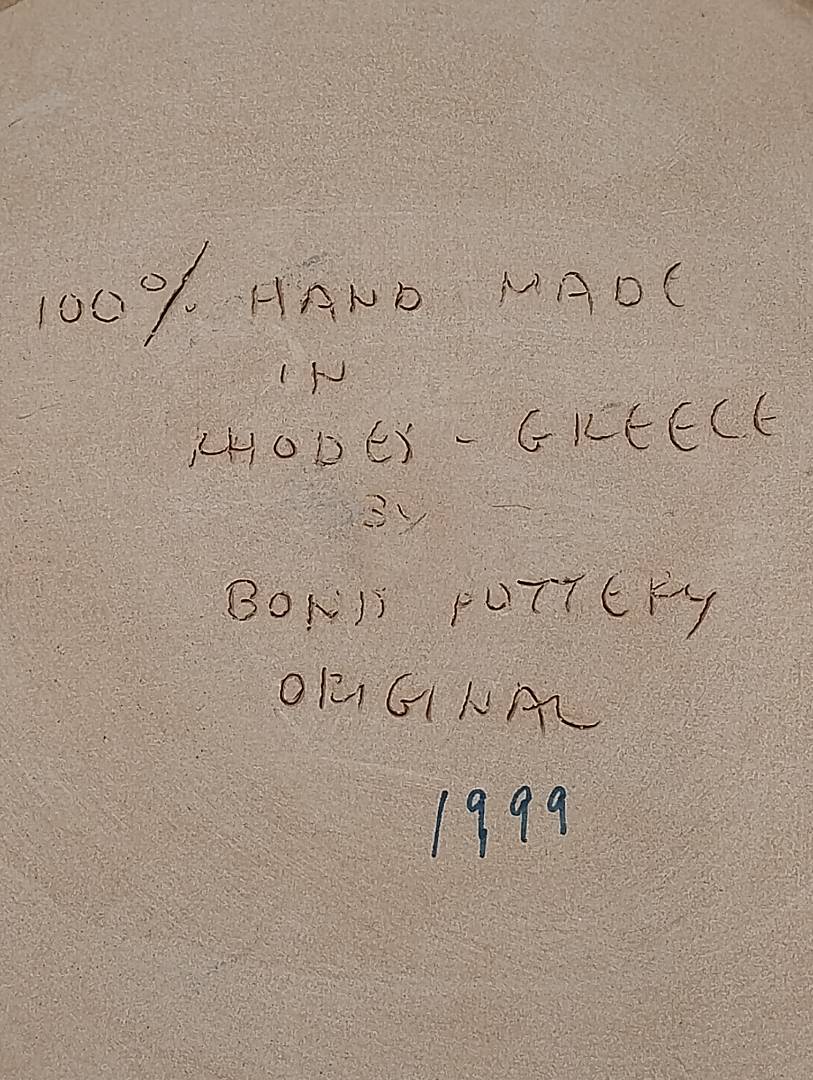 100% HAND MADE
IN
RHODES - GREECE
BY
BONIS POTTERY
ORIGINAL
1999